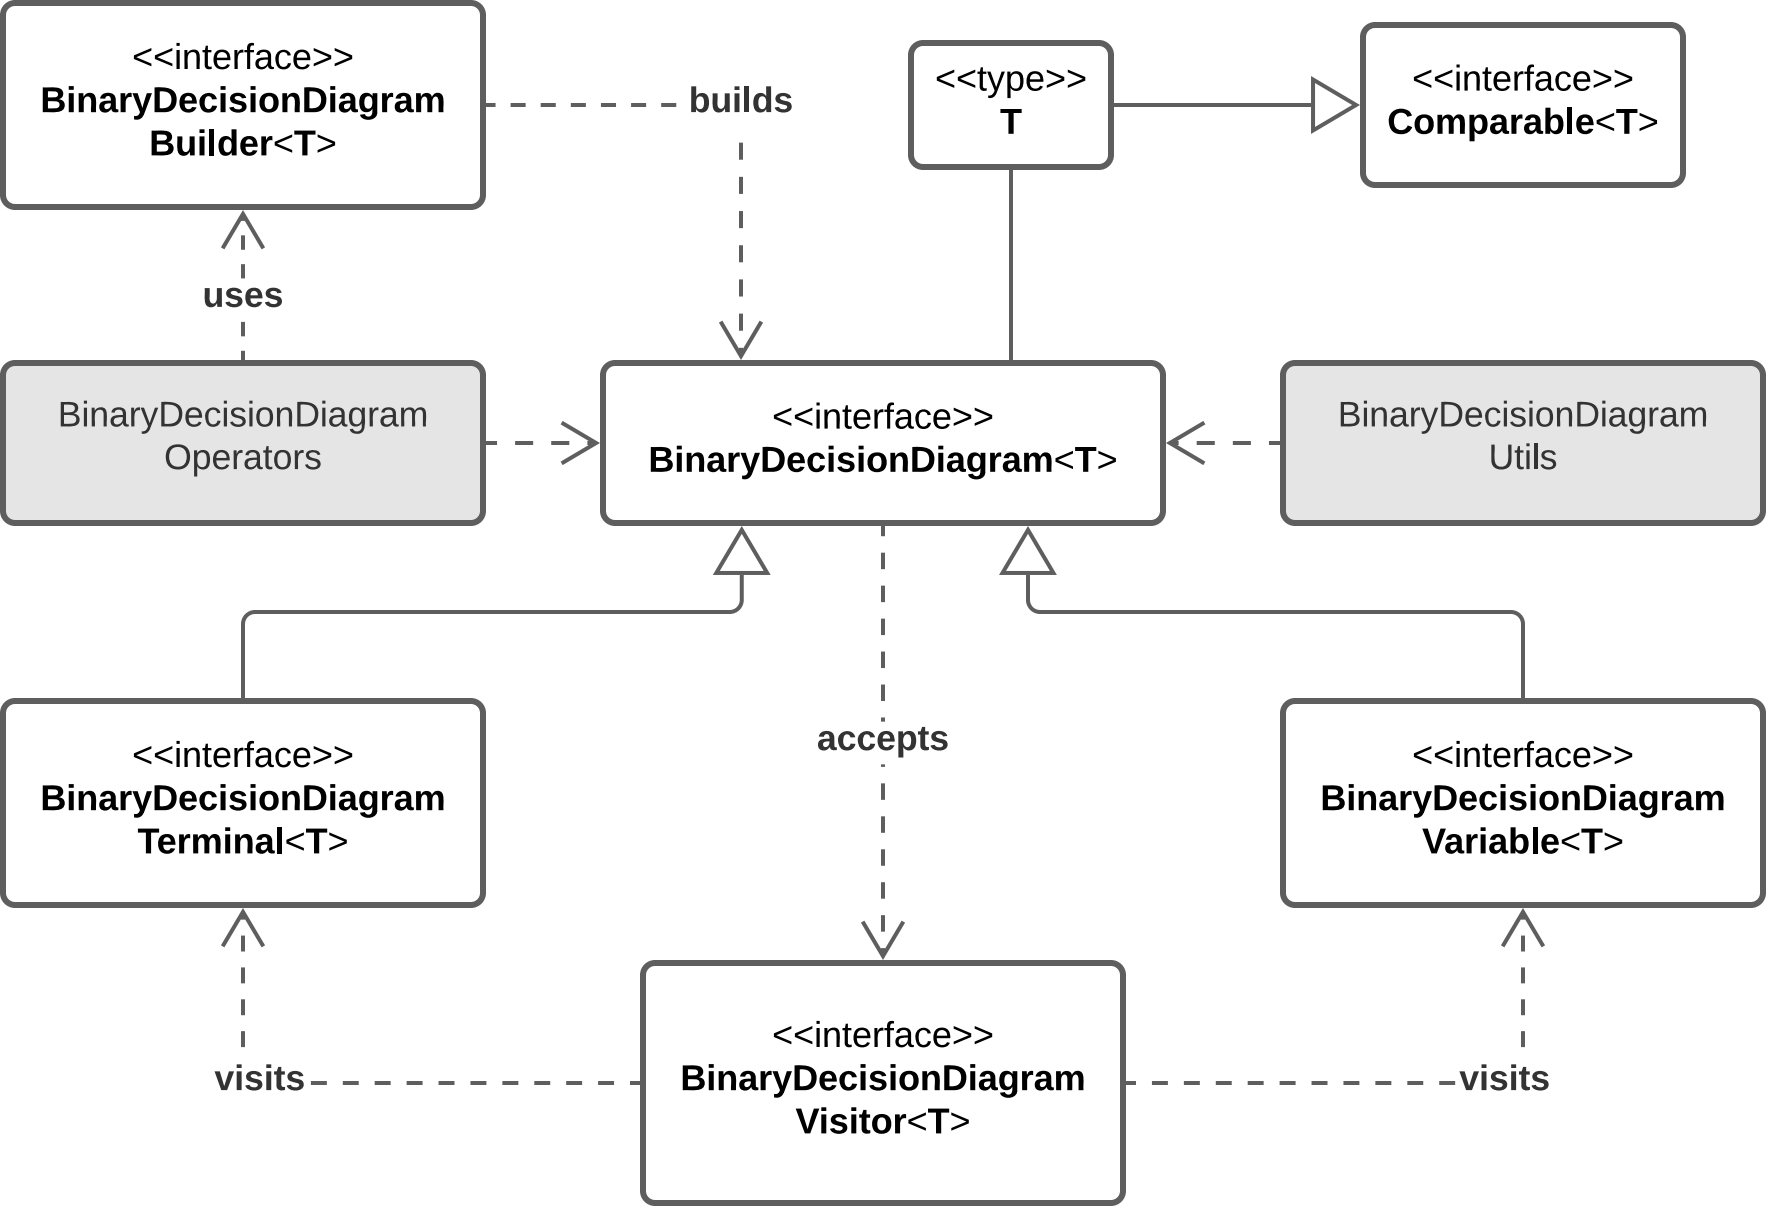 <<interface>>
BinaryDecisionDiagram
Builder<T>
builds
<<type>>
T
<<interface>>
Comparable<T>
uses
BinaryDecisionDiagram
Operators
<<interface>>
BinaryDecisionDiagram<T>
BinaryDecisionDiagram
Utils
accepts
<<interface>>
BinaryDecisionDiagram
Terminal<T>
<<interface>>
BinaryDecisionDiagram
Variable<T>
visits
<<interface>>
BinaryDecisionDiagram
Visitor<T>
visits